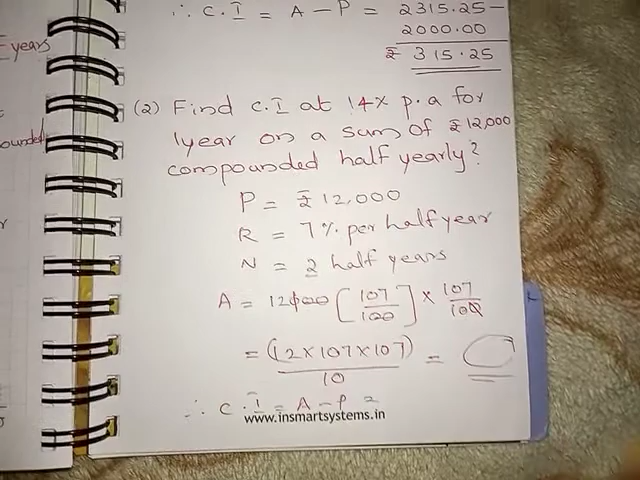 ∴ C.I = A - P = 2315.25 -
2000.00
₹ 315.25
years
ounded
(2) Find C.I at 14% p.a for
1year on a sum of ₹12,000
compounded half yearly?
P = ₹12,000
R = 7% per half year
N = 2 half years
A = 12000 [107/100] × 107/100
= (12×107×107)/10 =
∴ C.I = A - P =
www.insmartsystems.in